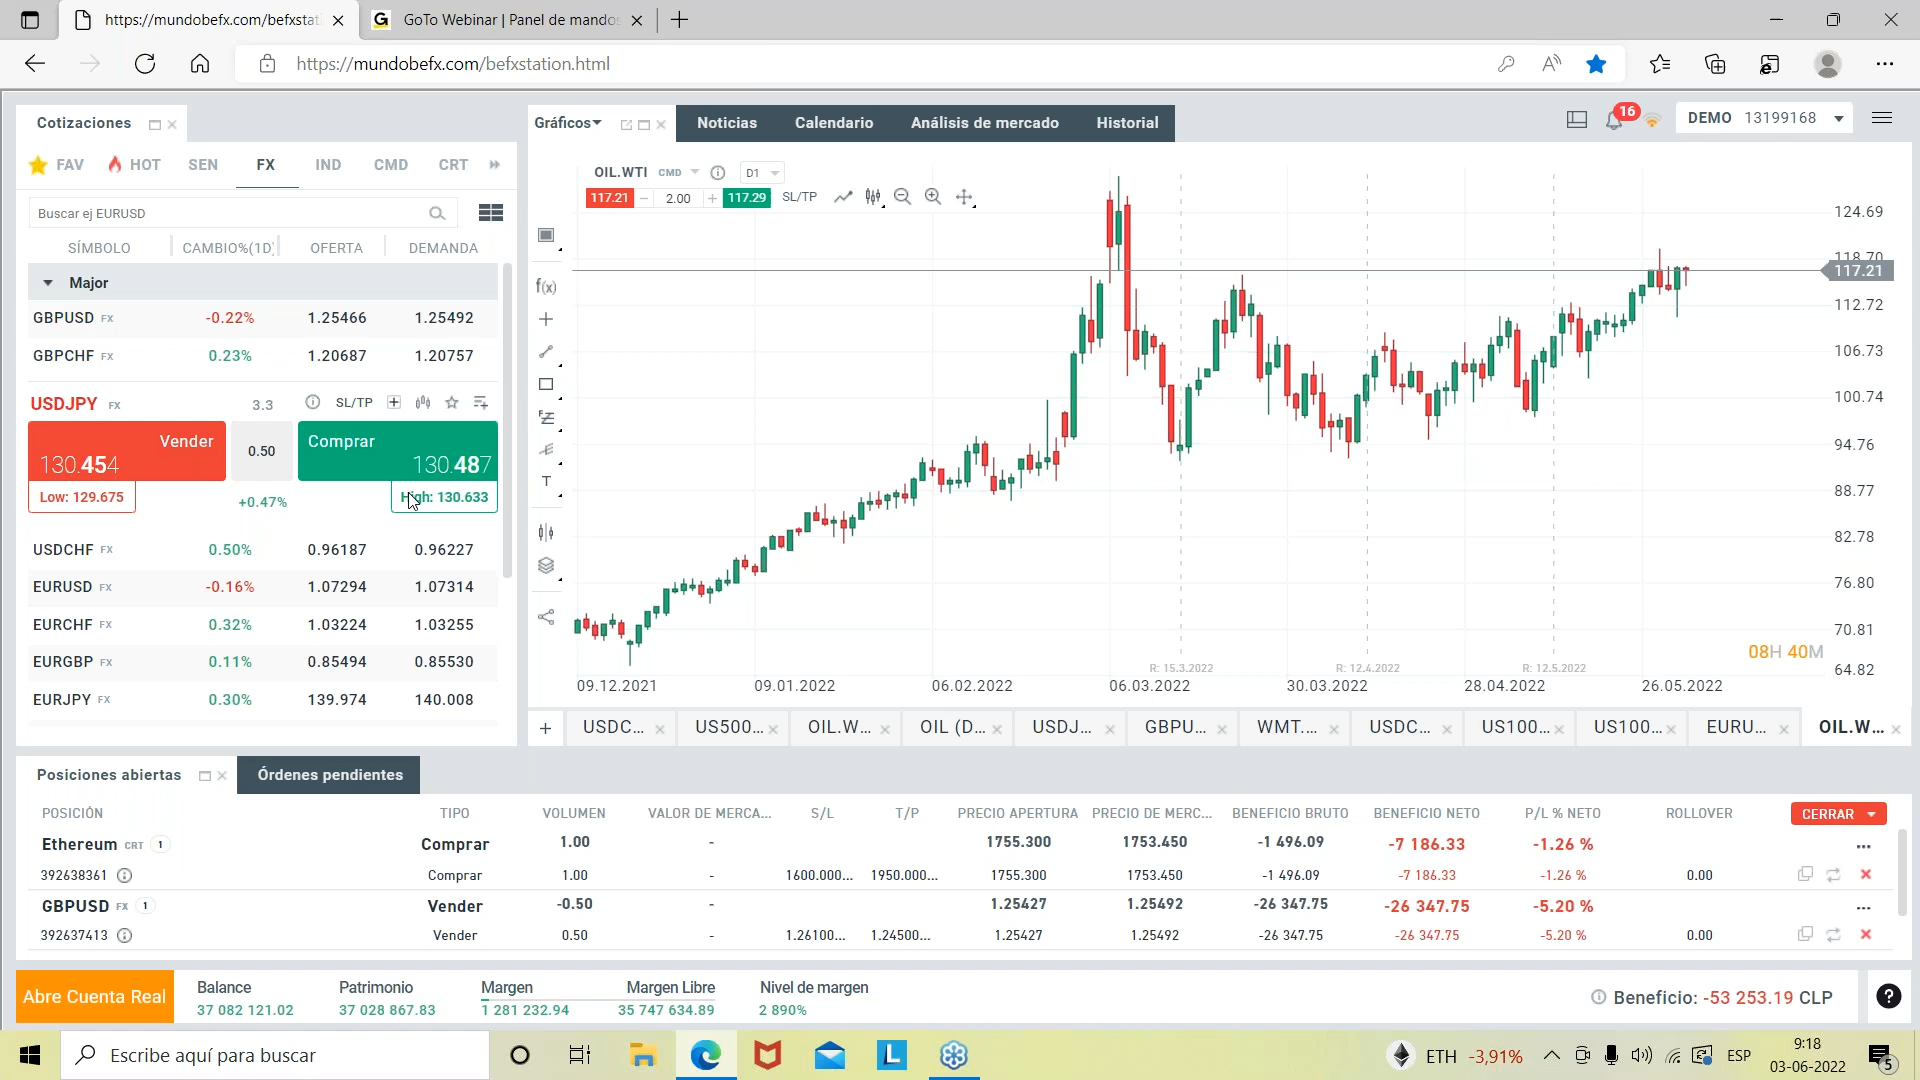 https://mundobefx.com/befxstat
GoTo Webinar | Panel de mandos
https://mundobefx.com/befxstation.html
Cotizaciones
FAV HOT SEN FX IND CMD CRT
Buscar ej EURUSD
SÍMBOLO CAMBIO%(1D) OFERTA DEMANDA
Major
GBPUSD FX -0.22% 1.25466 1.25492
GBPCHF FX 0.23% 1.20687 1.20757
USDJPY FX 3.3 SL/TP
Vender 130.454 0.50 Comprar 130.487
Low: 129.675 +0.47% High: 130.633
USDCHF FX 0.50% 0.96187 0.96227
EURUSD FX -0.16% 1.07294 1.07314
EURCHF FX 0.32% 1.03224 1.03255
EURGBP FX 0.11% 0.85494 0.85530
EURJPY FX 0.30% 139.974 140.008
Gráficos Noticias Calendario Análisis de mercado Historial
16 DEMO 13199168
OIL.WTI CMD D1
117.21 2.00 117.29 SL/TP
f(x)
T
124.69
118.70
117.21
112.72
106.73
100.74
94.76
88.77
82.78
76.80
70.81
64.82
08H 40M
R: 15.3.2022 R: 12.4.2022 R: 12.5.2022
09.12.2021 09.01.2022 06.02.2022 06.03.2022 30.03.2022 28.04.2022 26.05.2022
USDC... US500... OIL.W... OIL (D... USDJ... GBPU... WMT.... USDC... US100... US100... EURU... OIL.W...
Posiciones abiertas Órdenes pendientes
POSICIÓN TIPO VOLUMEN VALOR DE MERCA... S/L T/P PRECIO APERTURA PRECIO DE MERC... BENEFICIO BRUTO BENEFICIO NETO P/L % NETO ROLLOVER CERRAR
Ethereum CRT 1 Comprar 1.00 - 1755.300 1753.450 -1 496.09 -7 186.33 -1.26 %
392638361 Comprar 1.00 - 1600.000... 1950.000... 1755.300 1753.450 -1 496.09 -7 186.33 -1.26 % 0.00
GBPUSD FX 1 Vender -0.50 - 1.25427 1.25492 -26 347.75 -26 347.75 -5.20 %
392637413 Vender 0.50 - 1.26100... 1.24500... 1.25427 1.25492 -26 347.75 -26 347.75 -5.20 % 0.00
Abre Cuenta Real
Balance Patrimonio Margen Margen Libre Nivel de margen
37 082 121.02 37 028 867.83 1 281 232.94 35 747 634.89 2 890%
Beneficio: -53 253.19 CLP
Escribe aquí para buscar
L
ETH -3,91%
ESP
9:18
03-06-2022
5